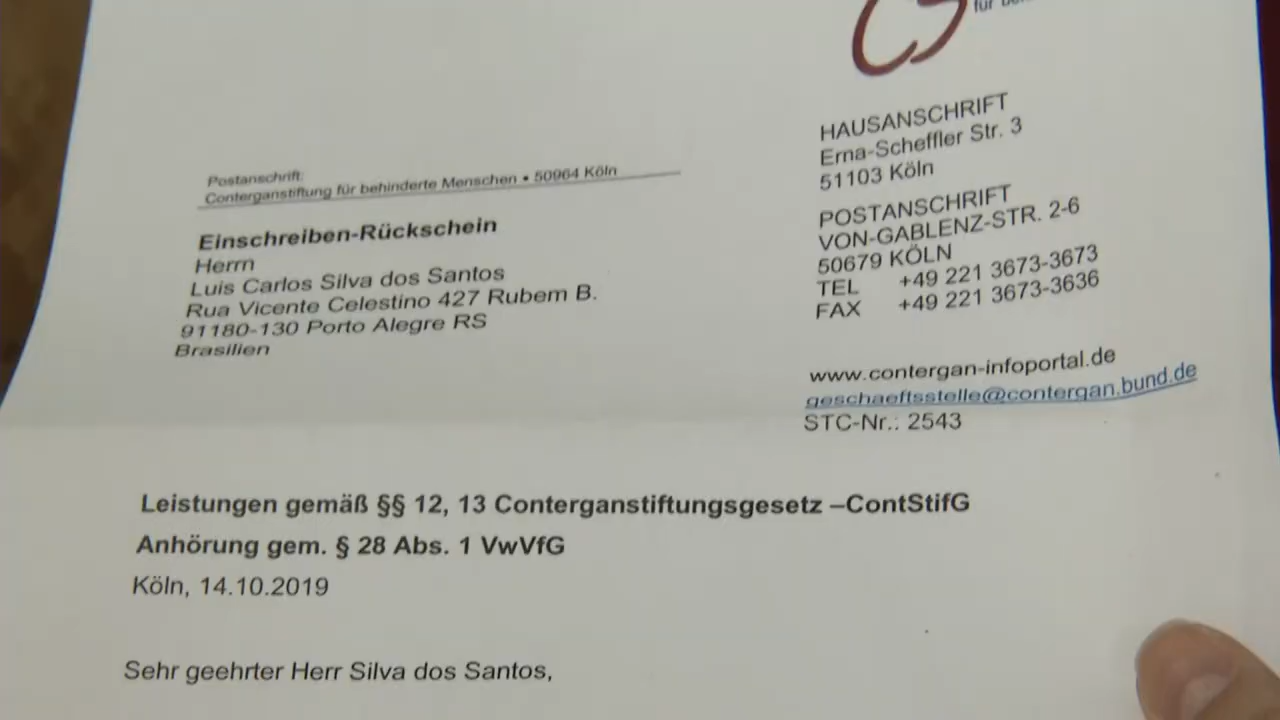 für
HAUSANSCHRIFT
Erna-Scheffler Str. 3
51103 Köln
POSTANSCHRIFT
VON-GABLENZ-STR. 2-6
50679 KÖLN
TEL +49 221 3673-3673
FAX +49 221 3673-3636
www.contergan-infoportal.de
geschaeftsstelle@contergan.bund.de
STC-Nr.: 2543
Postanschrift:
Conterganstiftung für behinderte Menschen • 50964 Köln
Einschreiben-Rückschein
Herrn
Luis Carlos Silva dos Santos
Rua Vicente Celestino 427 Rubem B.
91180-130 Porto Alegre RS
Brasilien
Leistungen gemäß §§ 12, 13 Conterganstiftungsgesetz –ContStifG
Anhörung gem. § 28 Abs. 1 VwVfG
Köln, 14.10.2019
Sehr geehrter Herr Silva dos Santos,